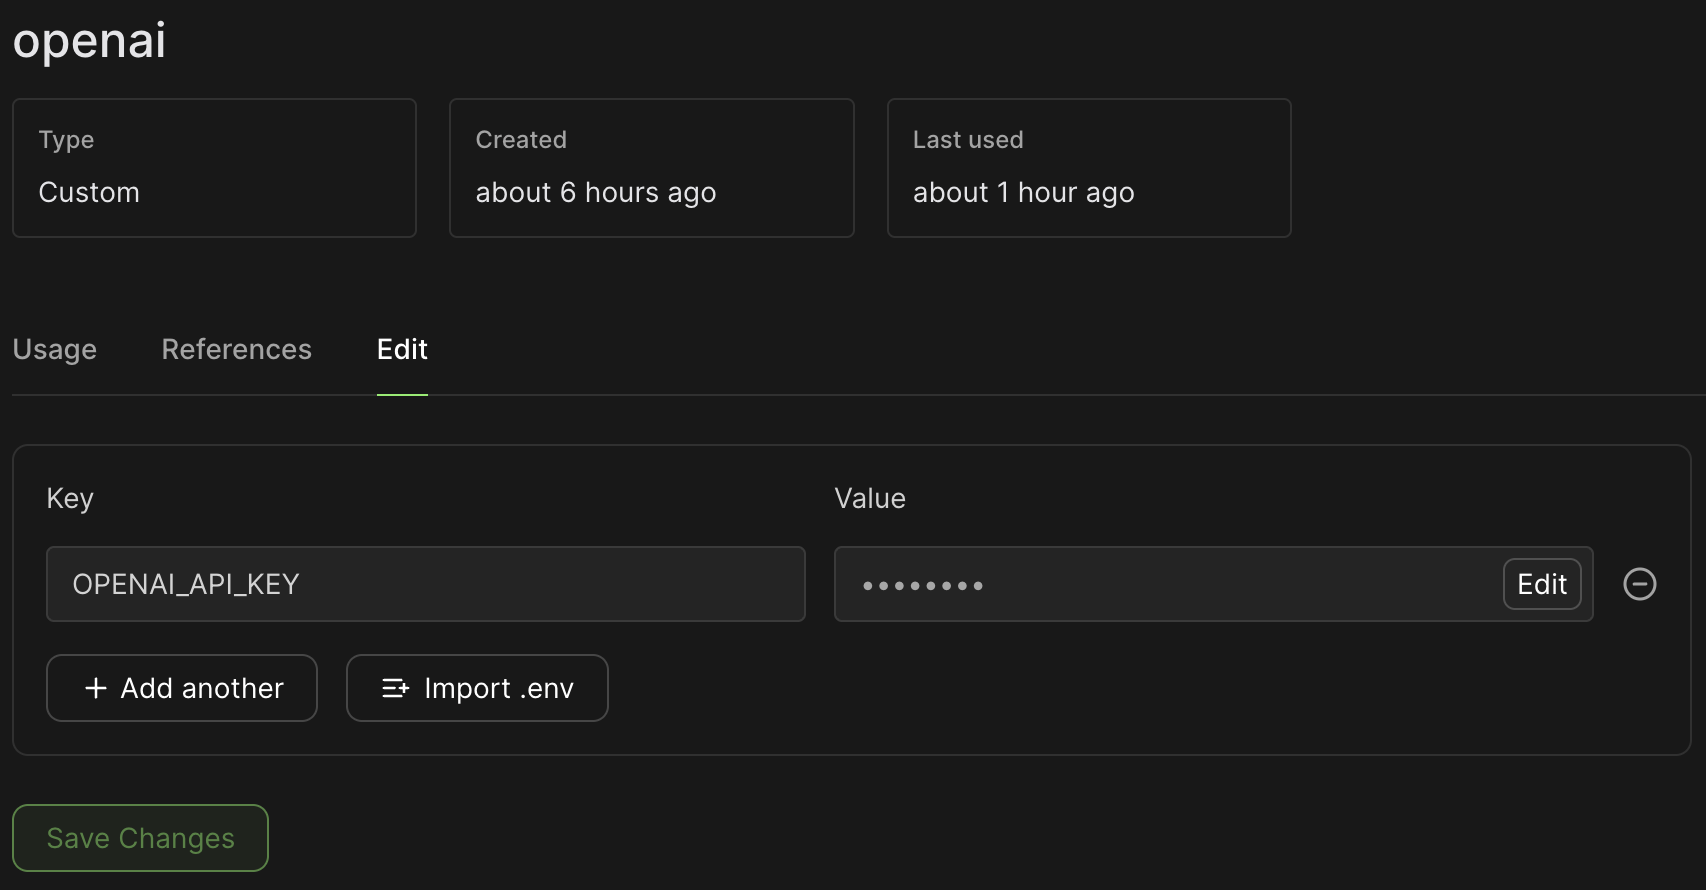 openai
Type
Custom
Created
about 6 hours ago
Last used
about 1 hour ago
Usage References Edit
Key
OPENAI_API_KEY
Value
•••••••• Edit
+ Add another
Import .env
Save Changes